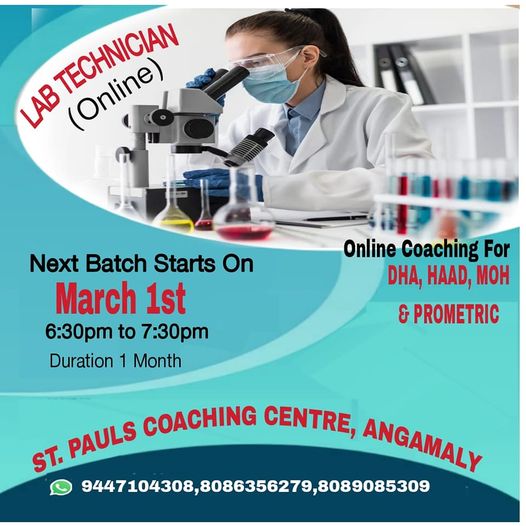 LAB TECHNICIAN
(Online)
Next Batch Starts On
March 1st
6:30pm to 7:30pm
Duration 1 Month
Online Coaching For
DHA, HAAD, MOH
& PROMETRIC
ST. PAULS COACHING CENTRE, ANGAMALY
9447104308,8086356279,8089085309